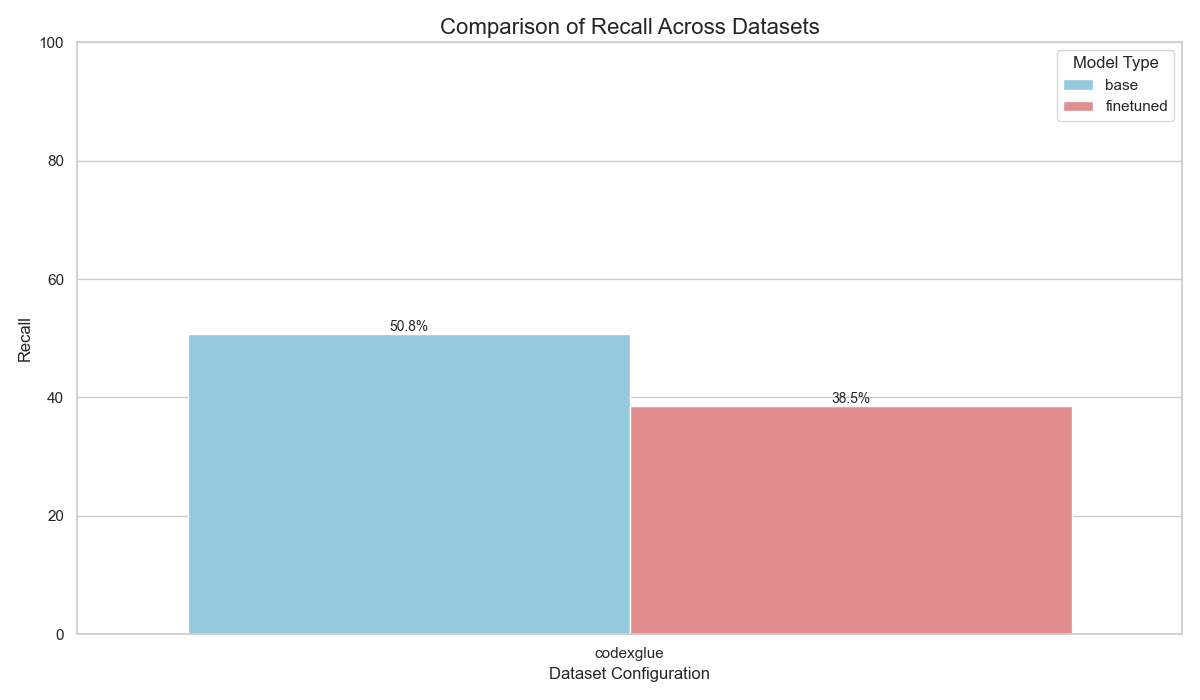 Comparison of Recall Across Datasets
100
80
60
40
20
0
Recall
Model Type
base
finetuned
50.8%
38.5%
codexglue
Dataset Configuration